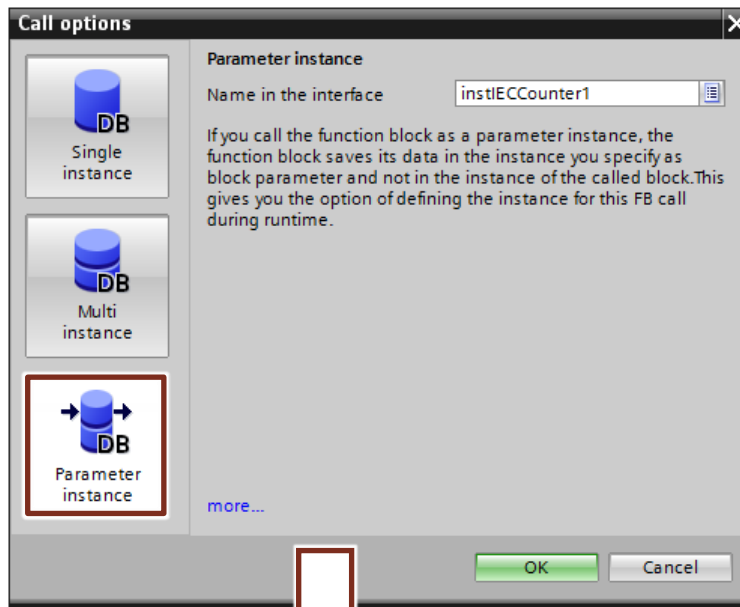 Call options
DB
Single
instance
DB
Multi
instance
DB
Parameter
instance
Parameter instance
Name in the interface instIECCounter1
If you call the function block as a parameter instance, the
function block saves its data in the instance you specify as
block parameter and not in the instance of the called block.This
gives you the option of defining the instance for this FB call
during runtime.
more...
OK Cancel